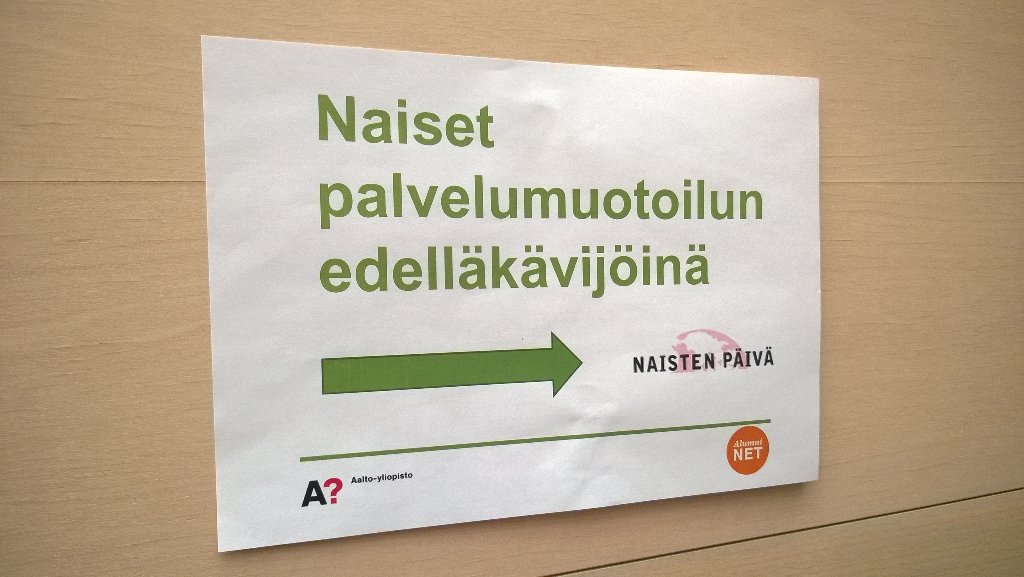 Naiset
palvelumuotoilun
edelläkävijöinä
NAISTEN PÄIVÄ
Alumni
NET
A? Aalto-yliopisto